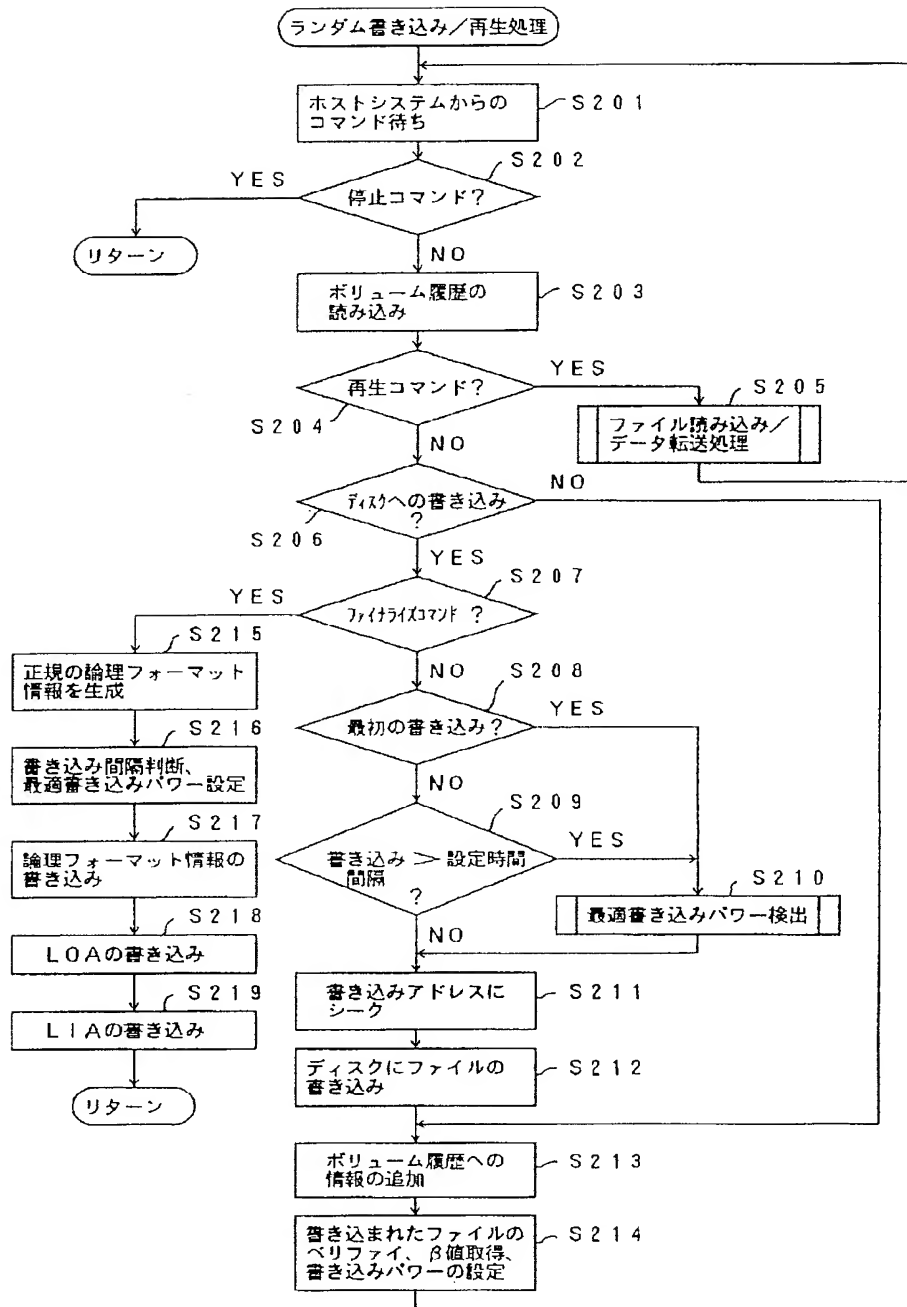 ランダム書き込み／再生処理
ホストシステムからの
コマンド待ち
S201
S202
YES
停止コマンド？
リターン
NO
ボリューム履歴の
読み込み
S203
YES
再生コマンド？
S204
S205
ファイル読み込み／
データ転送処理
NO
NO
ディスクへの書き込み
？
S206
YES
S207
YES
ファイナライズコマンド？
S215
正規の論理フォーマット
情報を生成
NO
S208
YES
最初の書き込み？
S216
書き込み間隔判断、
最適書き込みパワー設定
NO
S209
S217
論理フォーマット情報の
書き込み
書き込み＞設定時間
間隔
？
YES
S210
最適書き込みパワー検出
S218
LOAの書き込み
NO
S219
LIAの書き込み
書き込みアドレスに
シーク
S211
リターン
ディスクにファイルの
書き込み
S212
ボリューム履歴への
情報の追加
S213
書き込まれたファイルの
ベリファイ、β値取得、
書き込みパワーの設定
S214